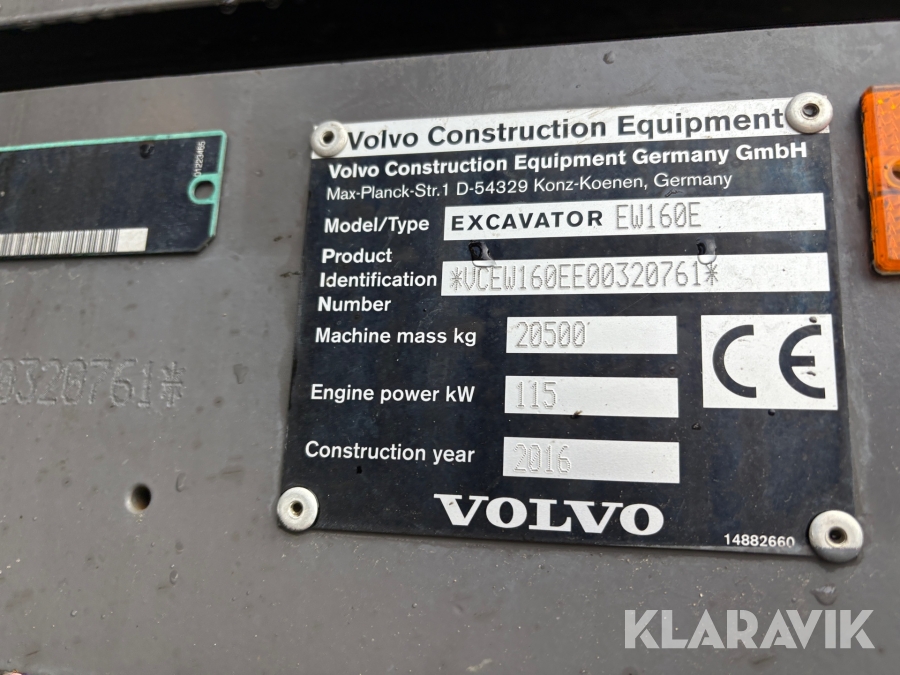 Volvo Construction Equipment
Volvo Construction Equipment Germany GmbH
Max-Planck-Str.1 D-54329 Konz-Koenen, Germany
Model/Type EXCAVATOR EW160E
Product
Identification *VCEW160EE00320761*
Number
Machine mass kg 20500
CE
Engine power kW 115
Construction year 2016
VOLVO
14882660
01223465
0320761*
KLARAVIK